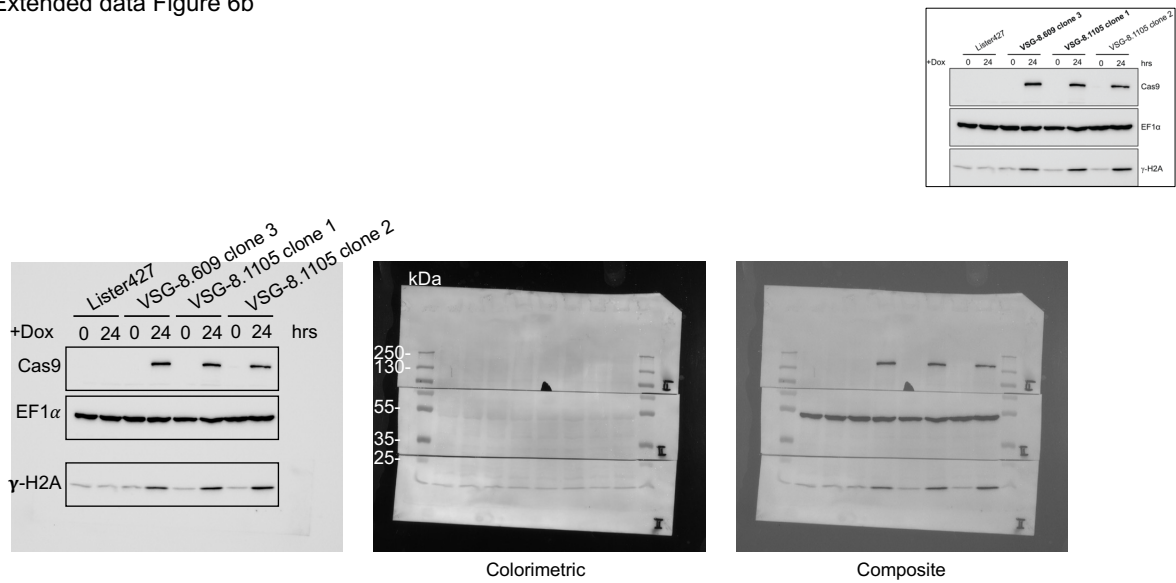 Extended data Figure 6b
Lister427
VSG-8.609 clone 3
VSG-8.1105 clone 1
VSG-8.1105 clone 2
+Dox 0 24 0 24 0 24 0 24 hrs
Cas9
EF1α
γ-H2A
Lister427
VSG-8.609 clone 3
VSG-8.1105 clone 1
VSG-8.1105 clone 2
+Dox 0 24 0 24 0 24 0 24 hrs
Cas9
EF1α
γ-H2A
kDa
250-
130-
55-
35-
25-
I
I
I
Colorimetric
I
I
I
Composite